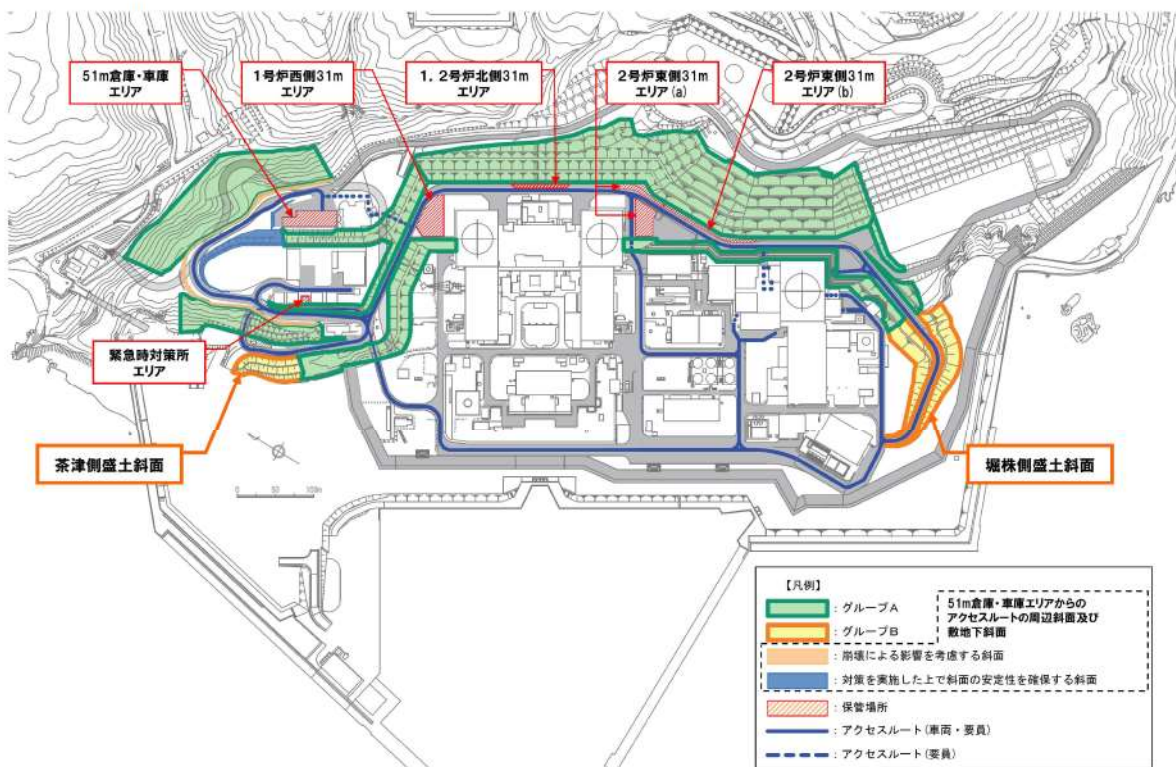 51m倉庫・車庫
エリア
1号炉西側31m
エリア
1，2号炉北側31m
エリア
2号炉東側31m
エリア(a)
2号炉東側31m
エリア(b)
緊急時対策所
エリア
茶津側盛土斜面
堀株側盛土斜面
0 50 100m
【凡例】
：グループA
：グループB
51m倉庫・車庫エリアからの
アクセスルートの周辺斜面及び
敷地下斜面
：崩壊による影響を考慮する斜面
：対策を実施した上で斜面の安定性を確保する斜面
：保管場所
：アクセスルート(車両・要員)
：アクセスルート(要員)